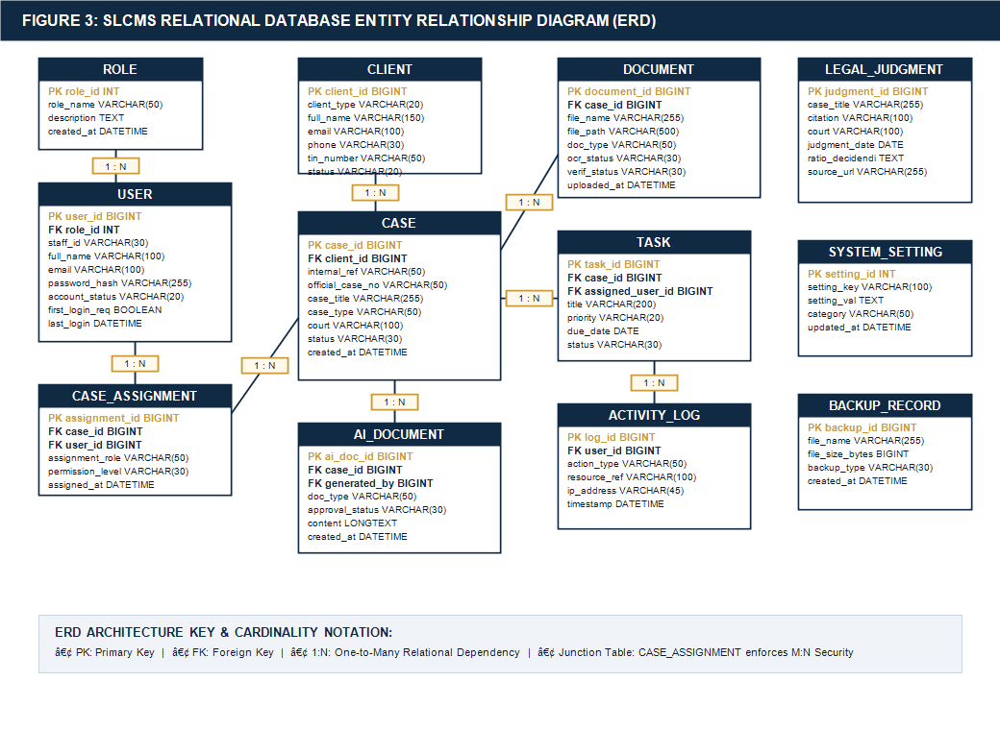 FIGURE 3: SLCMS RELATIONAL DATABASE ENTITY RELATIONSHIP DIAGRAM (ERD)
ROLE
PK role_id INT
role_name VARCHAR(50)
description TEXT
created_at DATETIME
1 : N
USER
PK user_id BIGINT
FK role_id INT
staff_id VARCHAR(30)
full_name VARCHAR(100)
email VARCHAR(100)
password_hash VARCHAR(255)
account_status VARCHAR(20)
first_login_req BOOLEAN
last_login DATETIME
1 : N
CASE_ASSIGNMENT
PK assignment_id BIGINT
FK case_id BIGINT
FK user_id BIGINT
assignment_role VARCHAR(50)
permission_level VARCHAR(30)
assigned_at DATETIME
1 : N
CLIENT
PK client_id BIGINT
client_type VARCHAR(20)
full_name VARCHAR(150)
email VARCHAR(100)
phone VARCHAR(30)
tin_number VARCHAR(50)
status VARCHAR(20)
1 : N
CASE
PK case_id BIGINT
FK client_id BIGINT
internal_ref VARCHAR(50)
official_case_no VARCHAR(50)
case_title VARCHAR(255)
case_type VARCHAR(50)
court VARCHAR(100)
status VARCHAR(30)
created_at DATETIME
1 : N
AI_DOCUMENT
PK ai_doc_id BIGINT
FK case_id BIGINT
FK generated_by BIGINT
doc_type VARCHAR(50)
approval_status VARCHAR(30)
content LONGTEXT
created_at DATETIME
1 : N
1 : N
DOCUMENT
PK document_id BIGINT
FK case_id BIGINT
file_name VARCHAR(255)
file_path VARCHAR(500)
doc_type VARCHAR(50)
ocr_status VARCHAR(30)
verif_status VARCHAR(30)
uploaded_at DATETIME
TASK
PK task_id BIGINT
FK case_id BIGINT
FK assigned_user_id BIGINT
title VARCHAR(200)
priority VARCHAR(20)
due_date DATE
status VARCHAR(30)
1 : N
ACTIVITY_LOG
PK log_id BIGINT
FK user_id BIGINT
action_type VARCHAR(50)
resource_ref VARCHAR(100)
ip_address VARCHAR(45)
timestamp DATETIME
LEGAL_JUDGMENT
PK judgment_id BIGINT
case_title VARCHAR(255)
citation VARCHAR(100)
court VARCHAR(100)
judgment_date DATE
ratio_decidendi TEXT
source_url VARCHAR(255)
SYSTEM_SETTING
PK setting_id INT
setting_key VARCHAR(100)
setting_val TEXT
category VARCHAR(50)
updated_at DATETIME
BACKUP_RECORD
PK backup_id BIGINT
file_name VARCHAR(255)
file_size_bytes BIGINT
backup_type VARCHAR(30)
created_at DATETIME
ERD ARCHITECTURE KEY & CARDINALITY NOTATION:
â€¢ PK: Primary Key | â€¢ FK: Foreign Key | â€¢ 1:N: One-to-Many Relational Dependency | â€¢ Junction Table: CASE_ASSIGNMENT enforces M:N Security